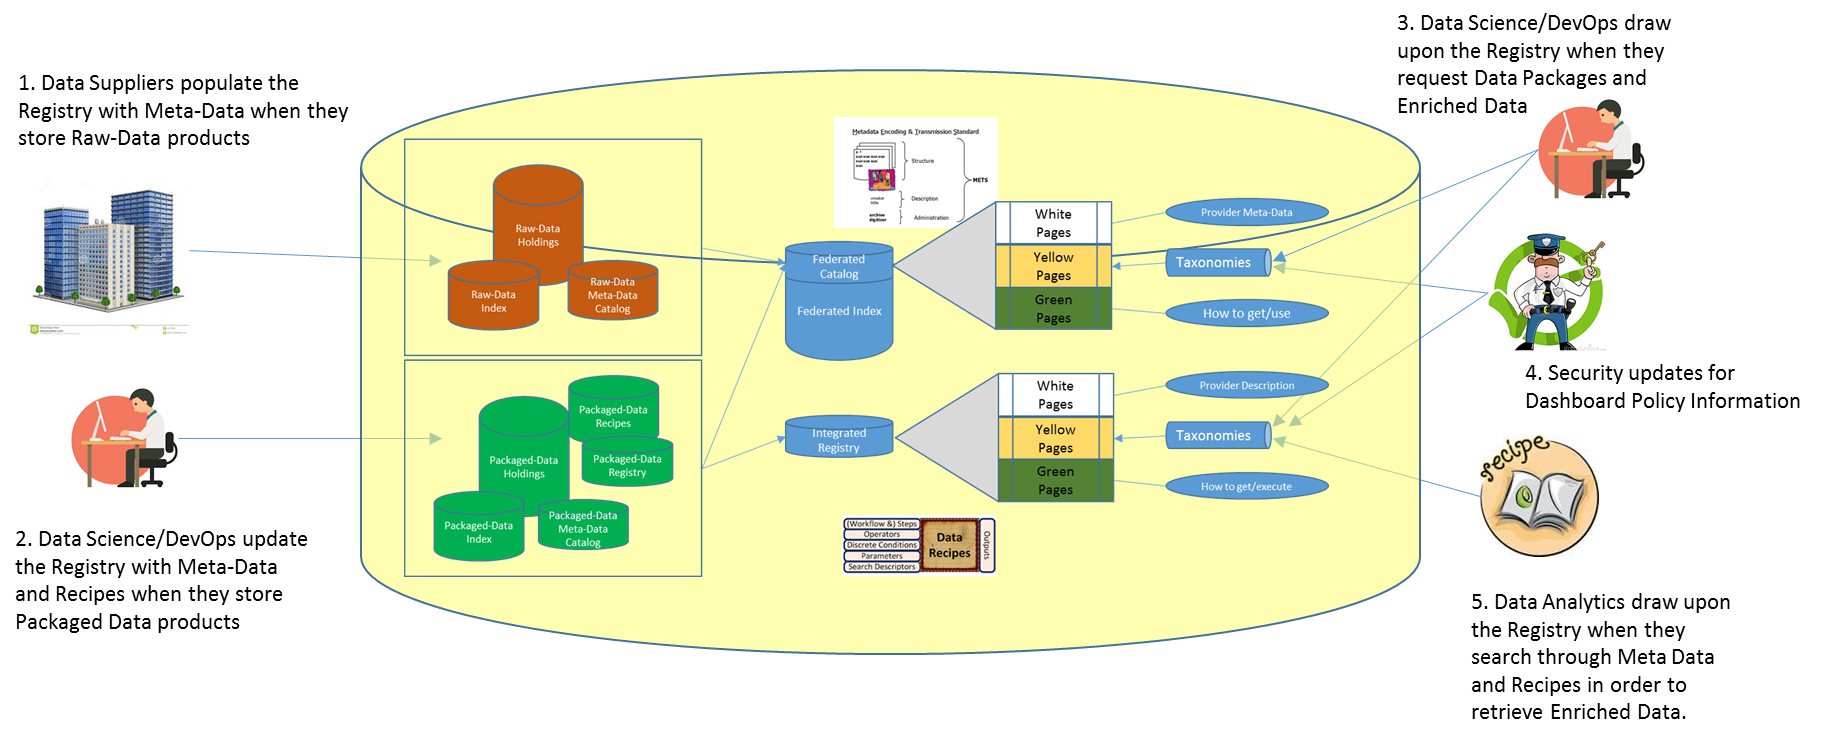 1. Data Suppliers populate the
Registry with Meta-Data when they
store Raw-Data products
2. Data Science/DevOps update
the Registry with Meta-Data
and Recipes when they store
Packaged Data products
Raw-Data
Holdings
Raw-Data
Index
Raw-Data
Meta-Data
Catalog
Packaged-Data
Recipes
Packaged-Data
Holdings
Packaged-Data
Registry
Packaged-Data
Index
Packaged-Data
Meta-Data
Catalog
Metadata Encoding & Transmission Standard
Structure
METS
Description
Administration
creator
title
archive
digitizer
Federated
Catalog
Federated Index
White
Pages
Yellow
Pages
Green
Pages
Provider Meta-Data
Taxonomies
How to get/use
Integrated
Registry
White
Pages
Yellow
Pages
Green
Pages
Provider Description
Taxonomies
How to get/execute
(Workflow &) Steps
Operators
Discrete Conditions
Parameters
Search Descriptors
Data
Recipes
Outputs
3. Data Science/DevOps draw
upon the Registry when they
request Data Packages and
Enriched Data
4. Security updates for
Dashboard Policy Information
recipe
5. Data Analytics draw upon
the Registry when they
search through Meta Data
and Recipes in order to
retrieve Enriched Data.